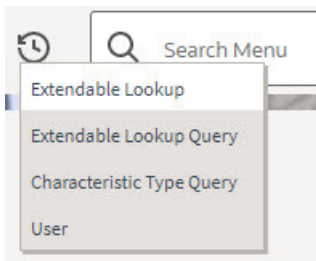 Search Menu
Extendable Lookup
Extendable Lookup Query
Characteristic Type Query
User